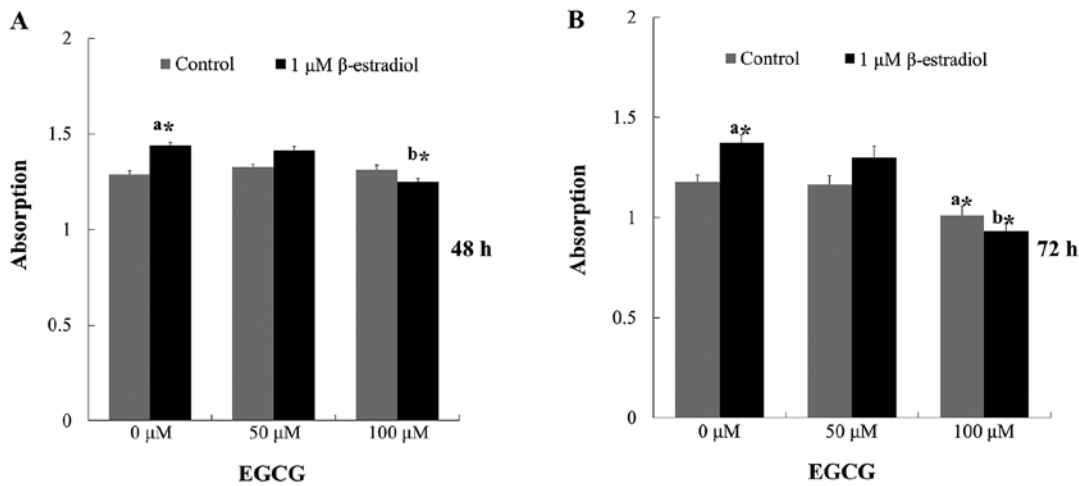 A
2
Control
1 μM β-estradiol
1.5
a*
b*
1
0.5
0
Absorption
48 h
0 μM
50 μM
100 μM
EGCG
B
2
Control
1 μM β-estradiol
1.5
a*
a*
b*
1
0.5
0
Absorption
72 h
0 μM
50 μM
100 μM
EGCG